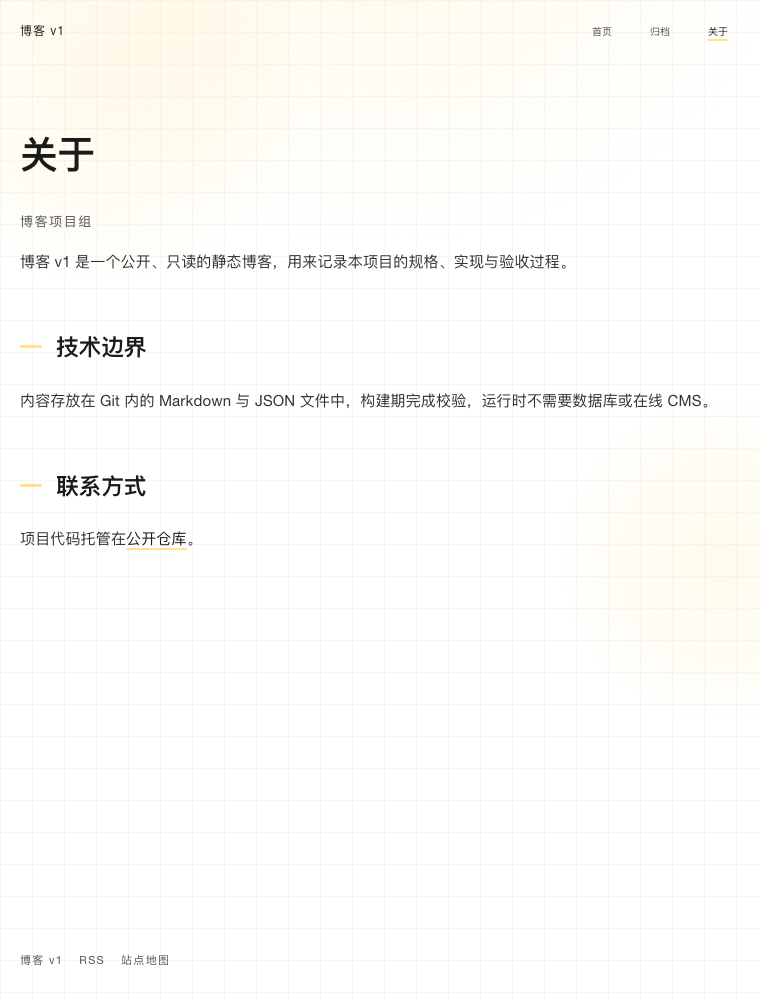 博客 v1
首页 归档 关于
关于
博客项目组
博客 v1 是一个公开、只读的静态博客，用来记录本项目的规格、实现与验收过程。
技术边界
内容存放在 Git 内的 Markdown 与 JSON 文件中，构建期完成校验，运行时不需要数据库或在线 CMS。
联系方式
项目代码托管在公开仓库。
博客 v1 RSS 站点地图